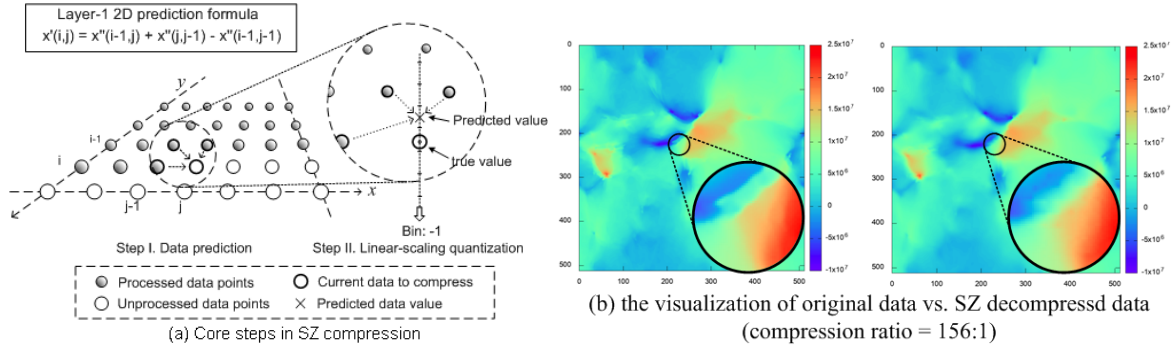 Layer-1 2D prediction formula
x'(i,j) = x''(i-1,j) + x''(j,j-1) - x''(i-1,j-1)
y
i-1
i
j-1
j
x
Predicted value
true value
Bin: -1
Step I. Data prediction
Step II. Linear-scaling quantization
Processed data points
Current data to compress
Unprocessed data points
Predicted data value
(a) Core steps in SZ compression
0
100
200
300
400
500
0 100 200 300 400 500
2.5x10^7
2x10^7
1.5x10^7
1x10^7
5x10^6
0
-5x10^6
-1x10^7
0
100
200
300
400
500
0 100 200 300 400 500
2.5x10^7
2x10^7
1.5x10^7
1x10^7
5x10^6
0
-5x10^6
-1x10^7
(b) the visualization of original data vs. SZ decompressd data
(compression ratio = 156:1)